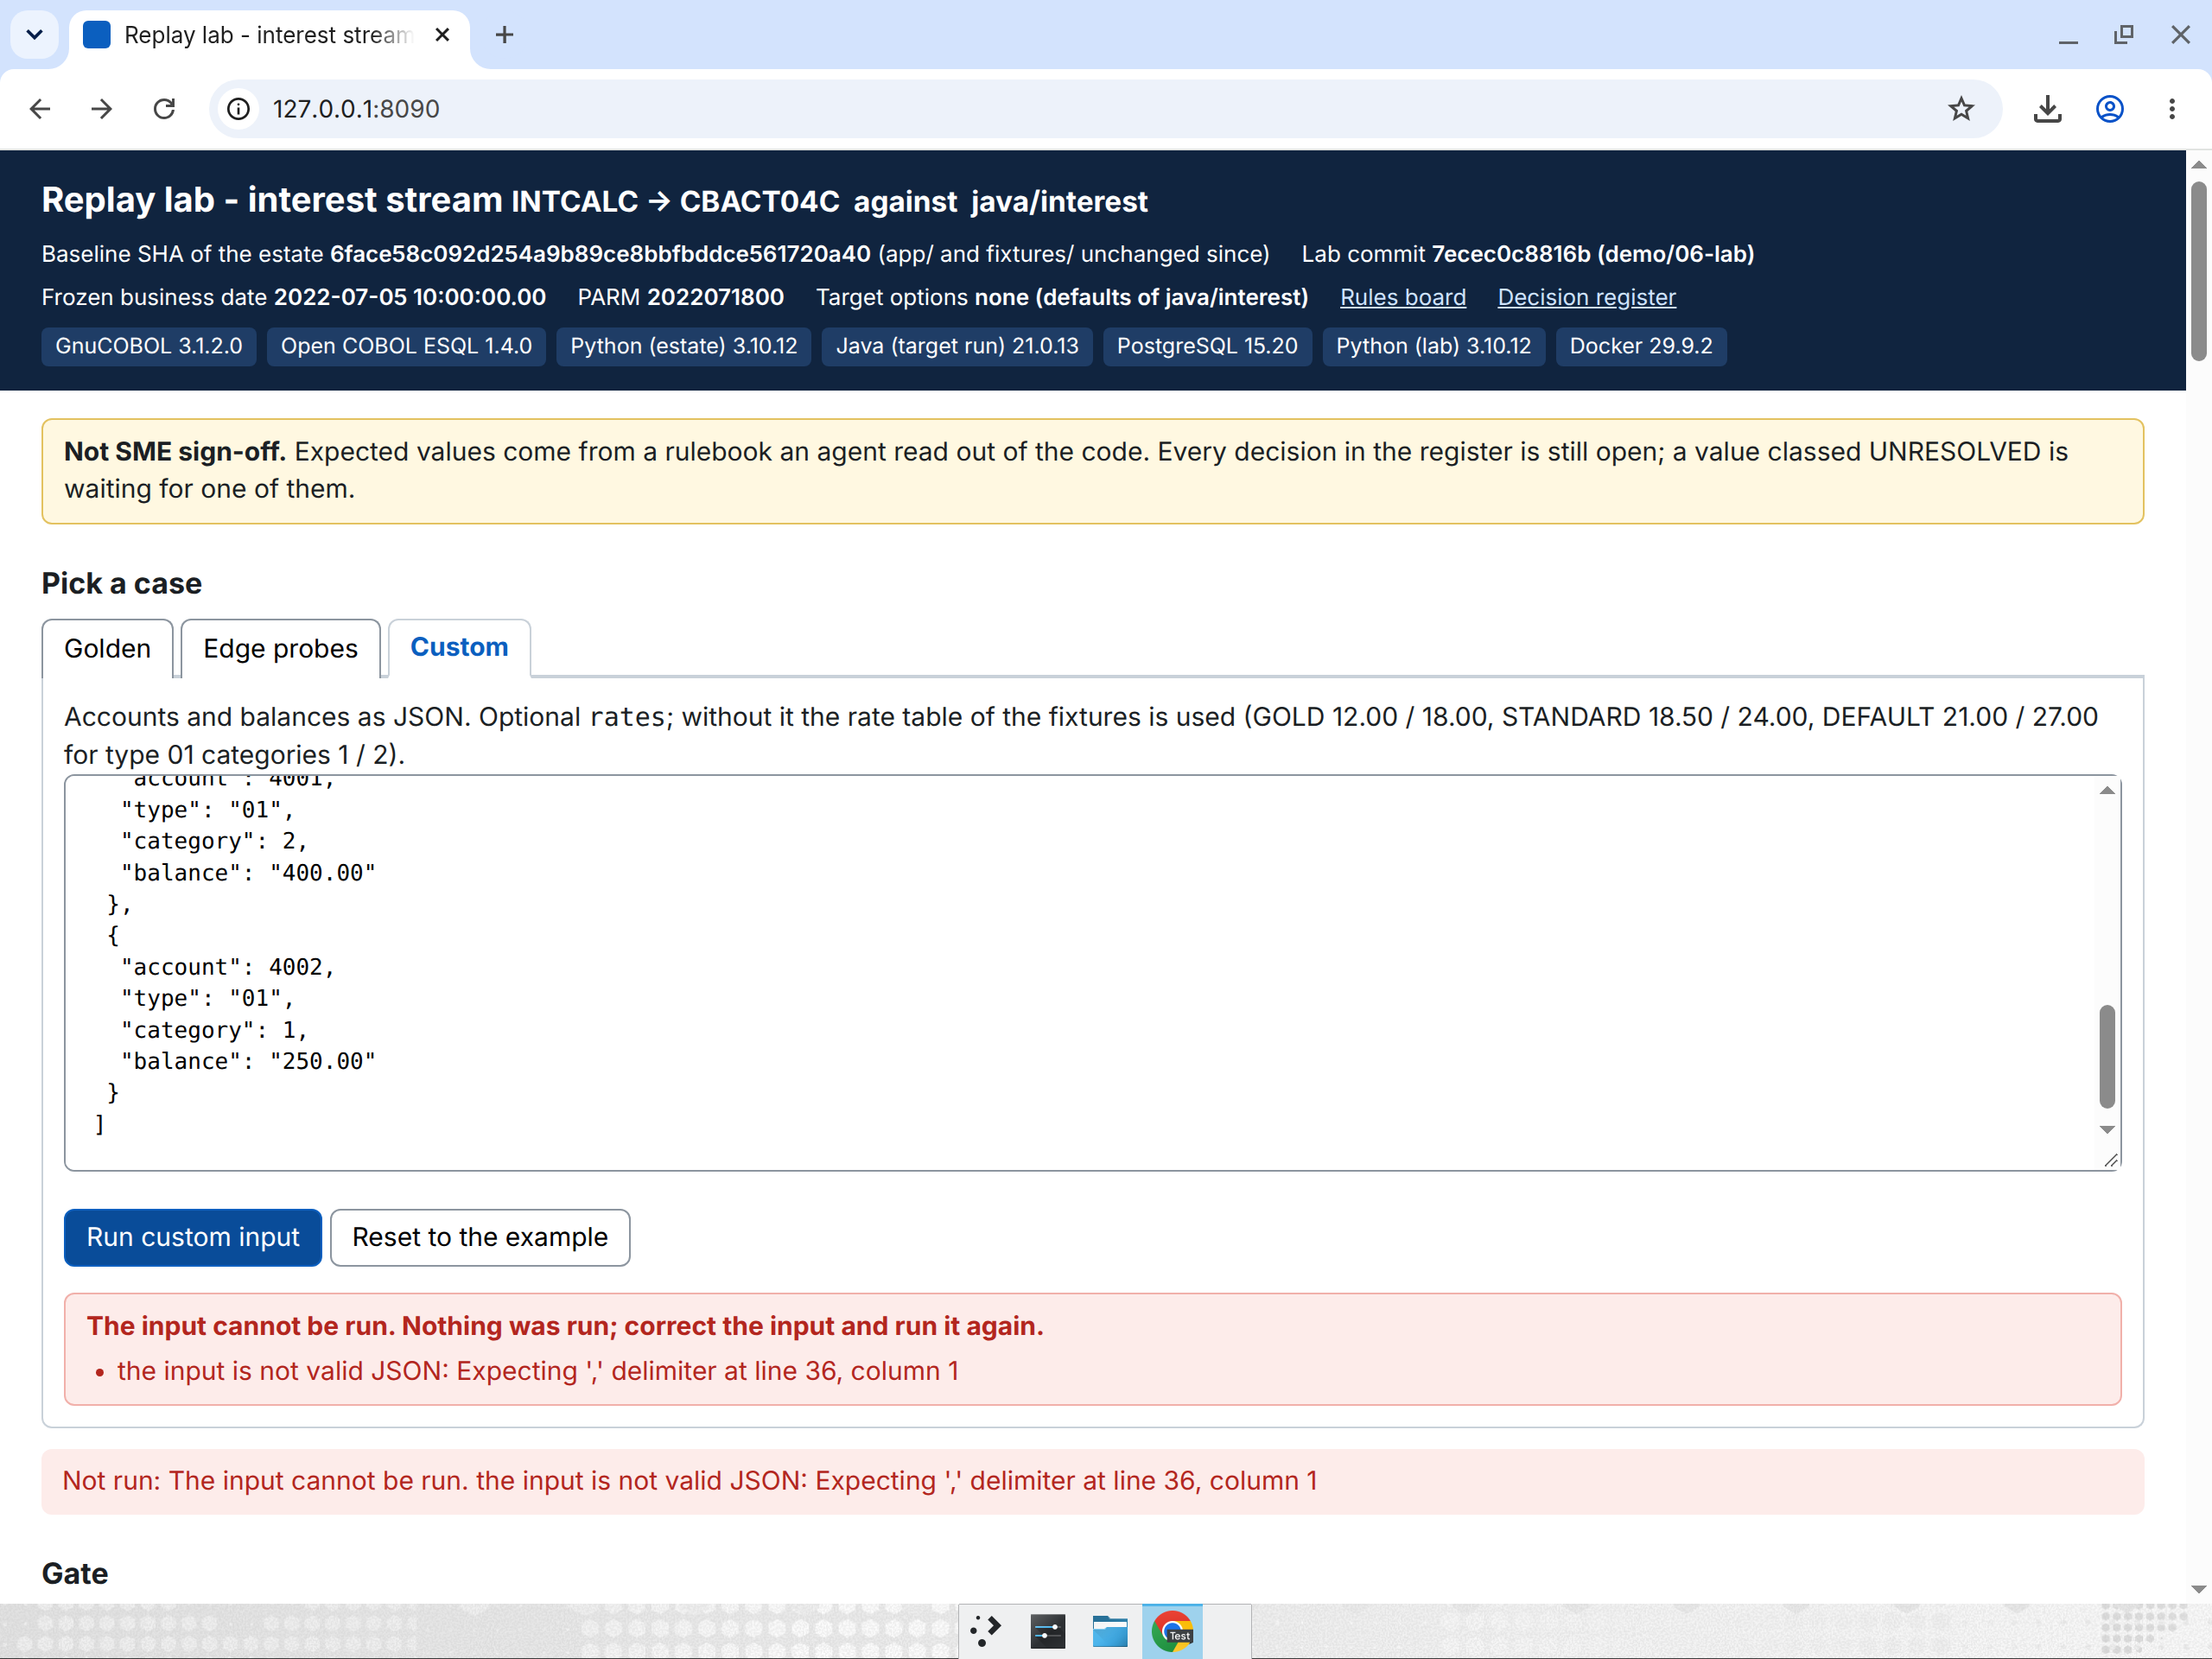 Replay lab - interest stream
127.0.0.1:8090
Replay lab - interest stream INTCALC → CBACT04C against java/interest
Baseline SHA of the estate 6face58c092d254a9b89ce8bbfbddce561720a40 (app/ and fixtures/ unchanged since) Lab commit 7ecec0c8816b (demo/06-lab)
Frozen business date 2022-07-05 10:00:00.00 PARM 2022071800 Target options none (defaults of java/interest) Rules board Decision register
GnuCOBOL 3.1.2.0 Open COBOL ESQL 1.4.0 Python (estate) 3.10.12 Java (target run) 21.0.13 PostgreSQL 15.20 Python (lab) 3.10.12 Docker 29.9.2
Not SME sign-off. Expected values come from a rulebook an agent read out of the code. Every decision in the register is still open; a value classed UNRESOLVED is
waiting for one of them.
Pick a case
Golden Edge probes Custom
Accounts and balances as JSON. Optional rates; without it the rate table of the fixtures is used (GOLD 12.00 / 18.00, STANDARD 18.50 / 24.00, DEFAULT 21.00 / 27.00
for type 01 categories 1 / 2).
"account": 4001,
"type": "01",
"category": 2,
"balance": "400.00"
},
{
"account": 4002,
"type": "01",
"category": 1,
"balance": "250.00"
}
]
Run custom input Reset to the example
The input cannot be run. Nothing was run; correct the input and run it again.
• the input is not valid JSON: Expecting ',' delimiter at line 36, column 1
Not run: The input cannot be run. the input is not valid JSON: Expecting ',' delimiter at line 36, column 1
Gate
Test